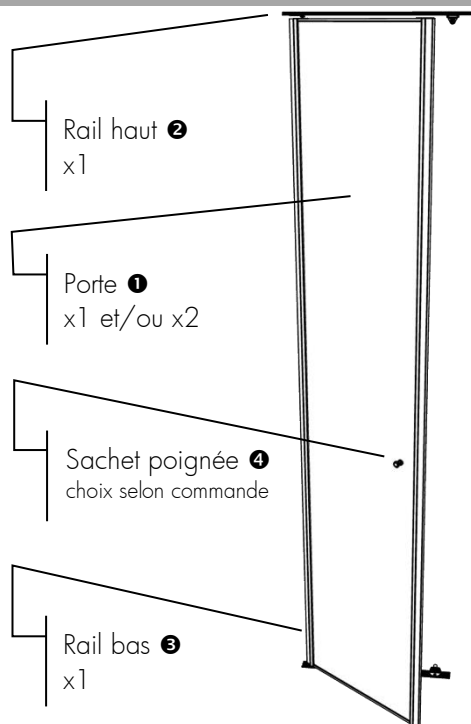 Rail haut ❷
x1
Porte ❶
x1 et/ou x2
Sachet poignée ❹
choix selon commande
Rail bas ❸
x1